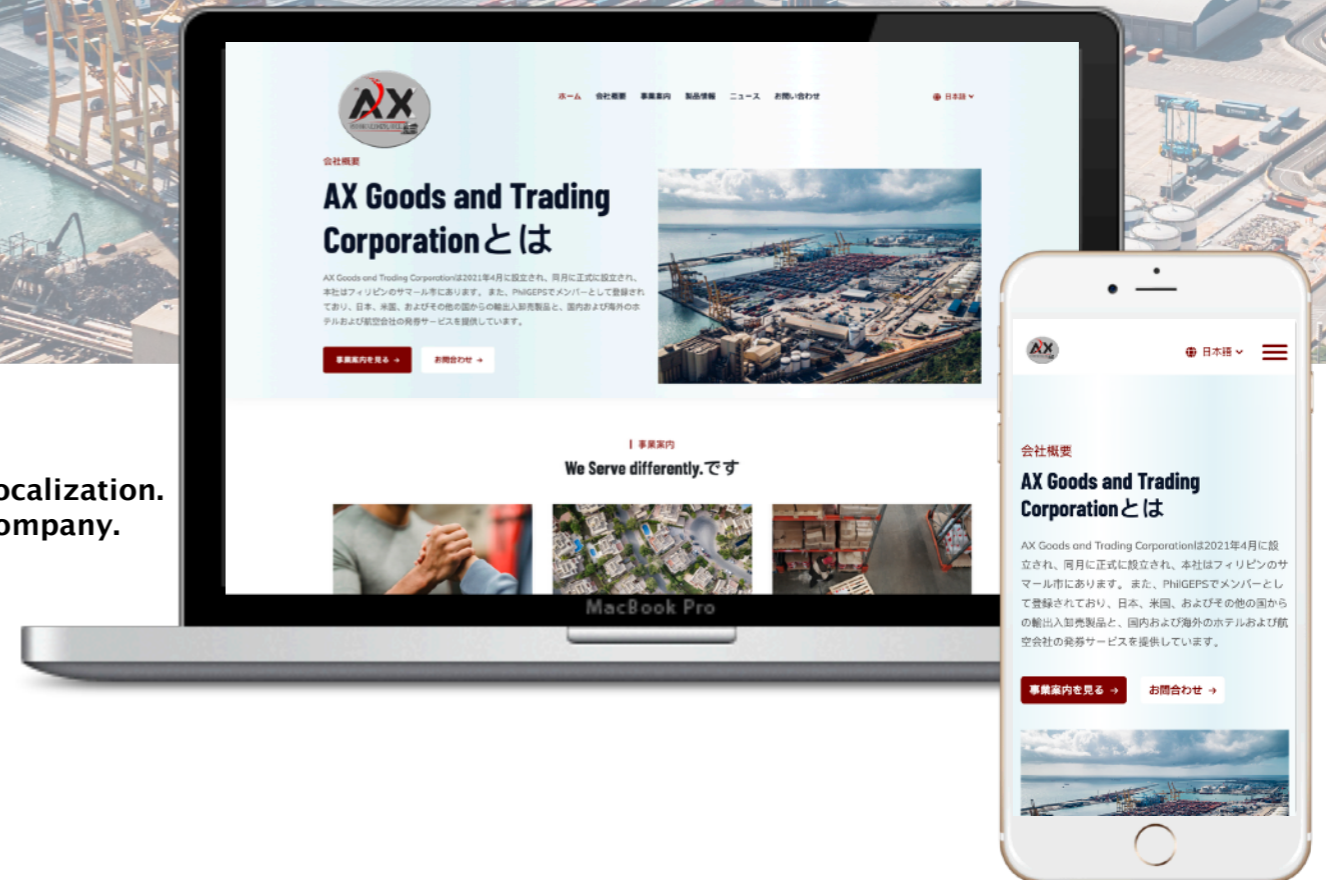 AX
ホーム 会社概要 事業案内 製品情報 ニュース お問い合わせ 日本語
会社概要
AX Goods and Trading
Corporationとは
AX Goods and Trading Corporationは2021年4月に設立され、同月に正式に設立され、
本社はフィリピンのサマール市にあります。 また、PhilGEPSでメンバーとして登録され
ており、日本、米国、およびその他の国からの輸出入卸売製品と、国内および海外のホ
テルおよび航空会社の発券サービスを提供しています。
事業案内を見る → お問合わせ →
事業案内
We Serve differently.です
MacBook Pro
ocalization.
ompany.
AX
日本語
会社概要
AX Goods and Trading
Corporationとは
AX Goods and Trading Corporationは2021年4月に設
立され、同月に正式に設立され、本社はフィリピンのサ
マール市にあります。 また、PhilGEPSでメンバーとし
て登録されており、日本、米国、およびその他の国から
の輸出入卸売製品と、国内および海外のホテルおよび航
空会社の発券サービスを提供しています。
事業案内を見る → お問合わせ →